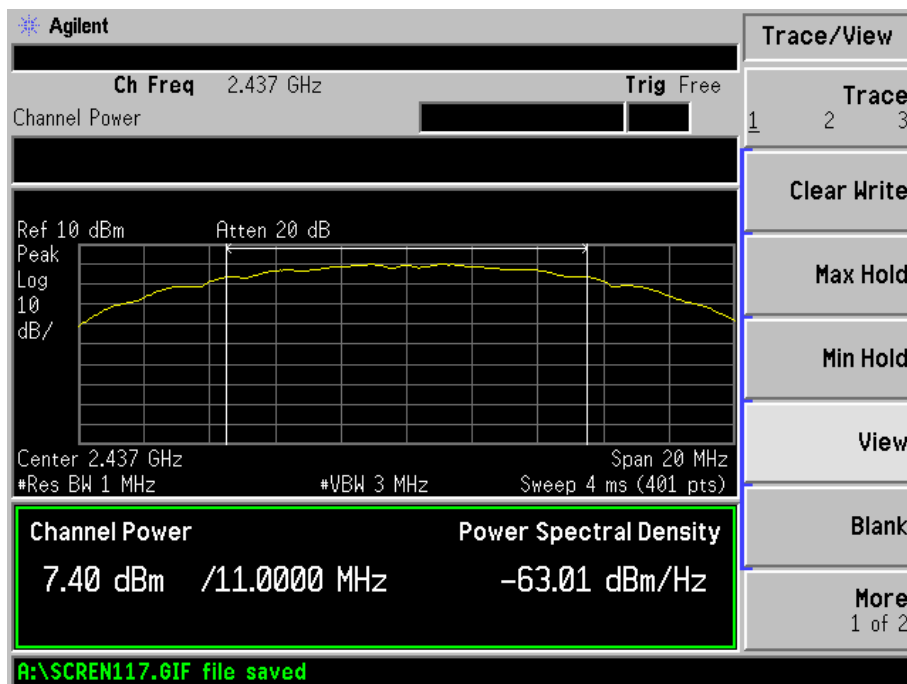 Agilent
Trace/View
Ch Freq 2.437 GHz Trig Free
Channel Power
Trace
1 2 3
Clear Write
Ref 10 dBm Atten 20 dB
Peak
Log
10
dB/
Max Hold
Min Hold
View
Center 2.437 GHz Span 20 MHz
#Res BW 1 MHz #VBW 3 MHz Sweep 4 ms (401 pts)
Blank
Channel Power Power Spectral Density
7.40 dBm /11.0000 MHz -63.01 dBm/Hz
More
1 of 2
A:\SCREN117.GIF file saved